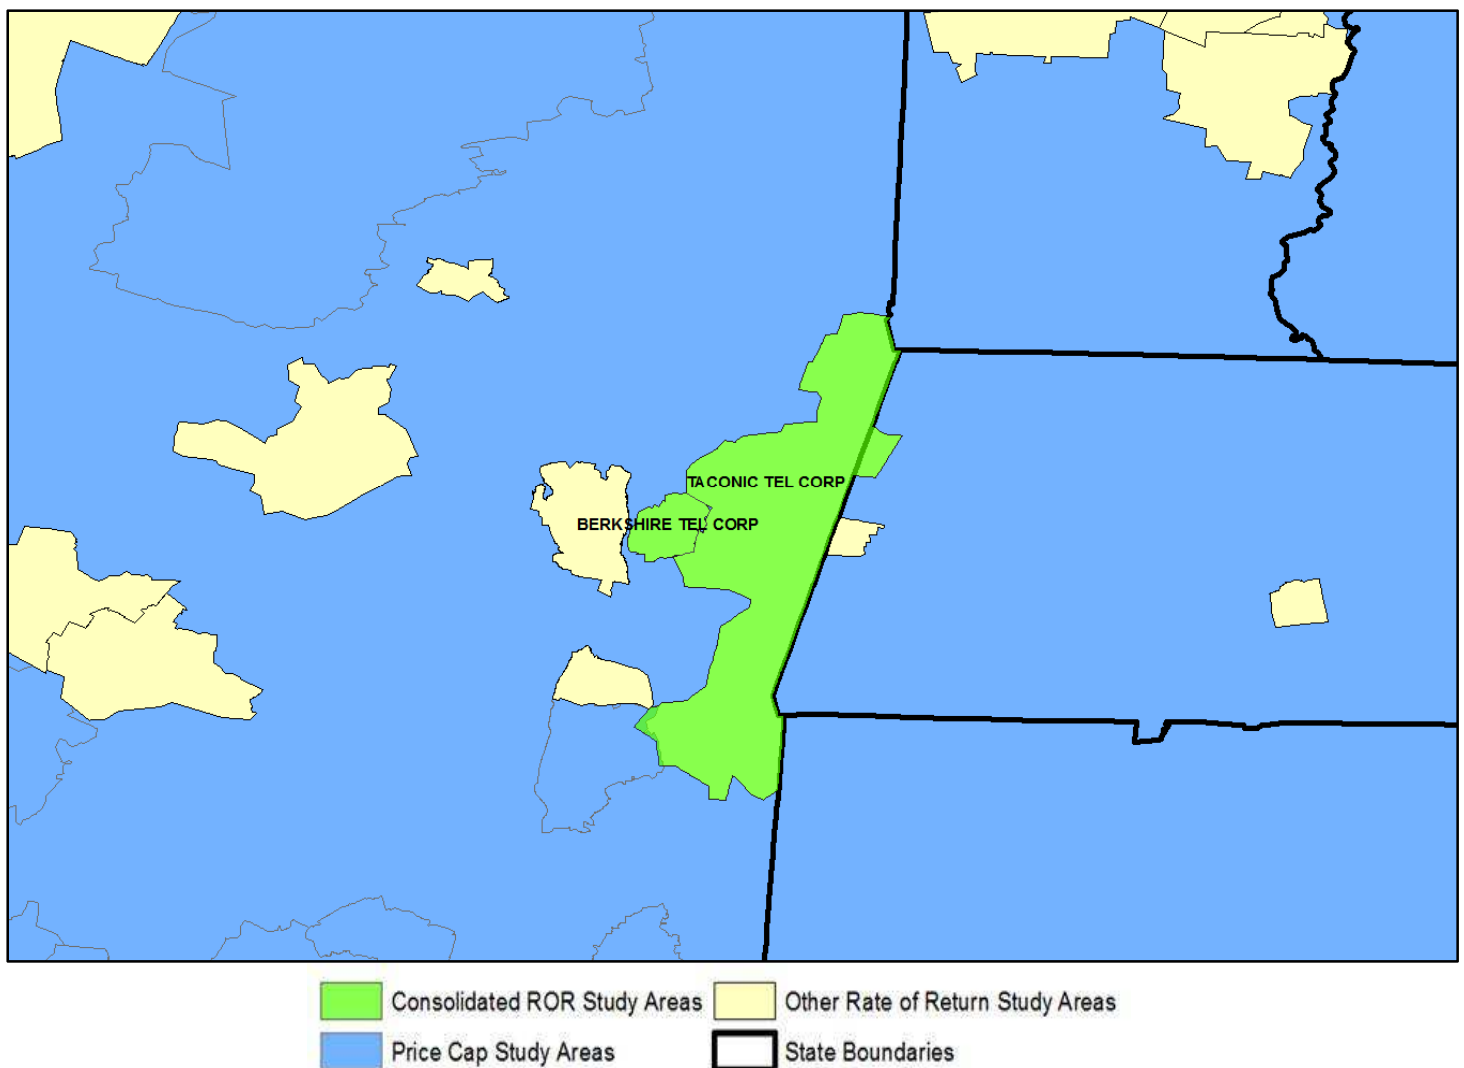 TACONIC TEL CORP
BERKSHIRE TEL CORP
Consolidated ROR Study Areas
Other Rate of Return Study Areas
Price Cap Study Areas
State Boundaries